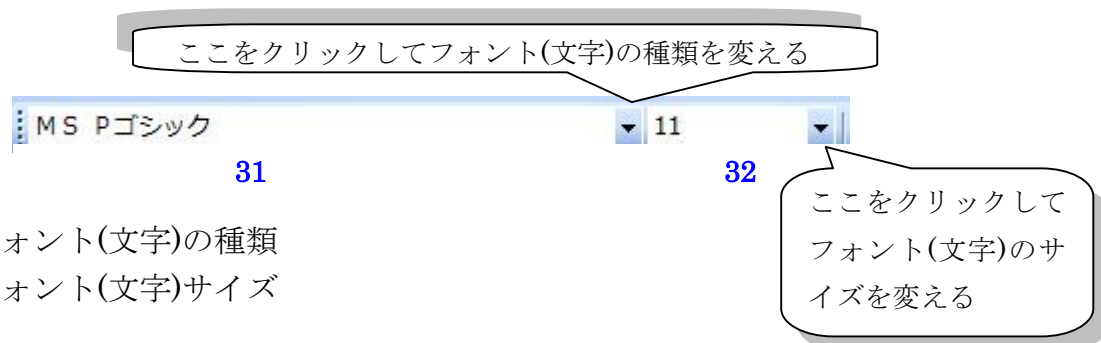 ここをクリックしてフォント(文字)の種類を変える
MS Pゴシック 11
31 32
ここをクリックして
フォント(文字)のサ
イズを変える
ォント(文字)の種類
ォント(文字)サイズ